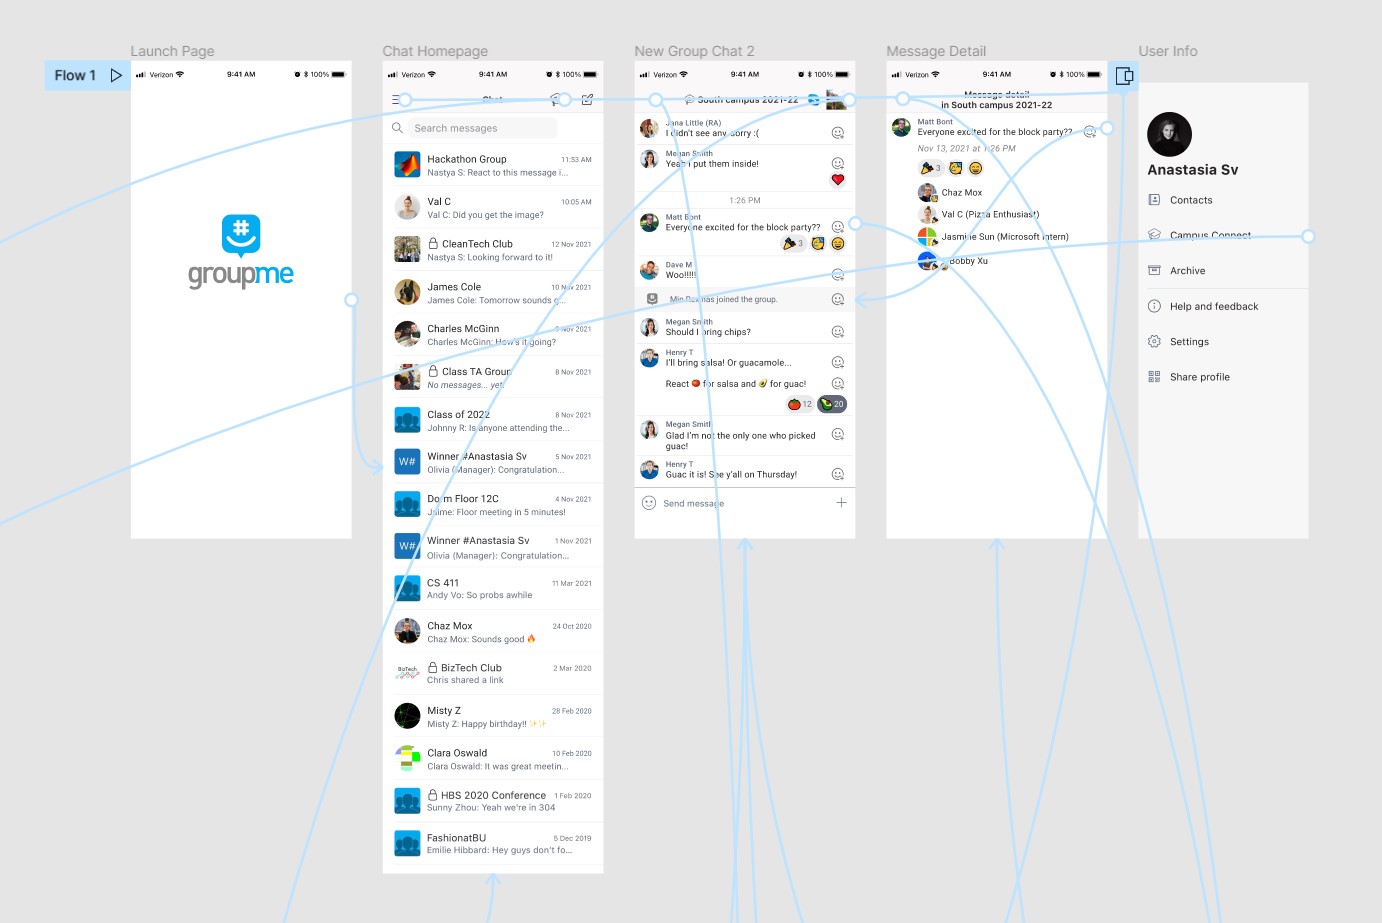 Launch Page
Chat Homepage
New Group Chat 2
Message Detail
User Info
Flow 1
Verizon
9:41 AM
100%
groupme
Verizon
9:41 AM
100%
Chat
Search messages
Hackathon Group
11:53 AM
Nastya S: React to this message i...
Val C
10:05 AM
Val C: Did you get the image?
CleanTech Club
12 Nov 2021
Nastya S: Looking forward to it!
James Cole
10 Nov 2021
James Cole: Tomorrow sounds g...
Charles McGinn
Nov 2021
Charles McGinn: How's it going?
Class TA Group
8 Nov 2021
No messages... yet.
Class of 2022
8 Nov 2021
Johnny R: Is anyone attending the...
W#
Winner #Anastasia Sv
5 Nov 2021
Olivia (Manager): Congratulation...
Dorm Floor 12C
4 Nov 2021
Jaime: Floor meeting in 5 minutes!
W#
Winner #Anastasia Sv
1 Nov 2021
Olivia (Manager): Congratulation...
CS 411
11 Mar 2021
Andy Vo: So probs awhile
Chaz Mox
24 Oct 2020
Chaz Mox: Sounds good 🔥
BizTech
BizTech Club
2 Mar 2020
Chris shared a link
Misty Z
28 Feb 2020
Misty Z: Happy birthday!! ✨✨
Clara Oswald
10 Feb 2020
Clara Oswald: It was great meetin...
HBS 2020 Conference
1 Feb 2020
Sunny Zhou: Yeah we're in 304
FashionatBU
5 Dec 2019
Emilie Hibbard: Hey guys don't fo...
Verizon
9:41 AM
100%
South campus 2021-22
Jana Little (RA)
I didn't see any sorry :(
Megan Smith
Yeah I put them inside!
1:26 PM
Matt Bont
Everyone excited for the block party??
3
Dave M
Woo!!!!!
has joined the group.
Megan Smith
Should I bring chips?
Henry T
I'll bring salsa! Or guacamole...
React 🍅 for salsa and 🥑 for guac!
12
20
Megan Smith
Glad I'm not the only one who picked
guac!
Henry T
Guac it is! See y'all on Thursday!
Send message
Verizon
9:41 AM
100%
Message detail
in South campus 2021-22
Matt Bont
Everyone excited for the block party??
Nov 13, 2021 at 1:26 PM
3
Chaz Mox
Val C (Pizza Enthusiast)
Jasmine Sun (Microsoft Intern)
Bobby Xu
Anastasia Sv
Contacts
Campus Connect
Archive
Help and feedback
Settings
Share profile